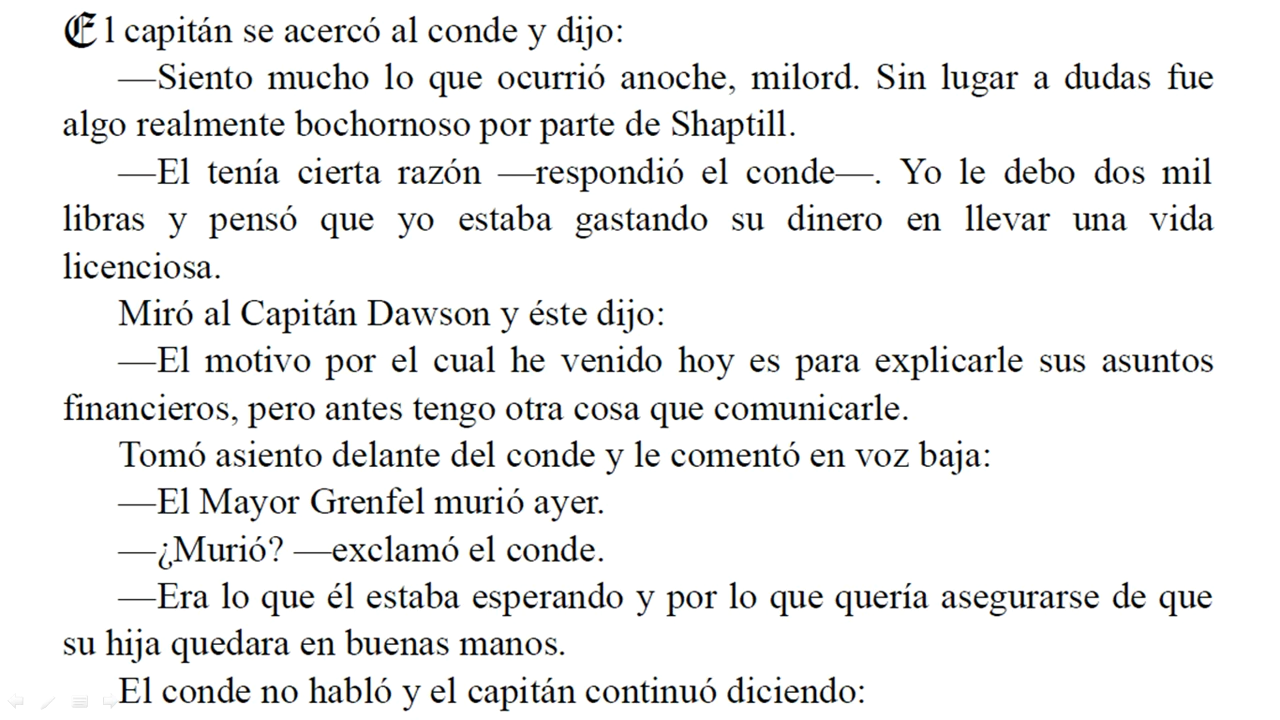 El capitán se acercó al conde y dijo:
—Siento mucho lo que ocurrió anoche, milord. Sin lugar a dudas fue
algo realmente bochornoso por parte de Shaptill.
—El tenía cierta razón —respondió el conde—. Yo le debo dos mil
libras y pensó que yo estaba gastando su dinero en llevar una vida
licenciosa.
Miró al Capitán Dawson y éste dijo:
—El motivo por el cual he venido hoy es para explicarle sus asuntos
financieros, pero antes tengo otra cosa que comunicarle.
Tomó asiento delante del conde y le comentó en voz baja:
—El Mayor Grenfel murió ayer.
—¿Murió? —exclamó el conde.
—Era lo que él estaba esperando y por lo que quería asegurarse de que
su hija quedara en buenas manos.
El conde no habló y el capitán continuó diciendo: